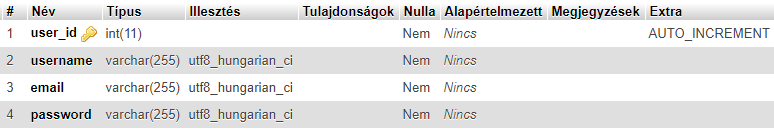 # Név Típus Illesztés Tulajdonságok Nulla Alapértelmezett Megjegyzések Extra
1 user_id int(11) Nem Nincs AUTO_INCREMENT
2 username varchar(255) utf8_hungarian_ci Nem Nincs
3 email varchar(255) utf8_hungarian_ci Nem Nincs
4 password varchar(255) utf8_hungarian_ci Nem Nincs